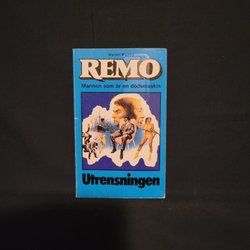 REMO
Mannen som är en dödsmaskin
Utrensningen